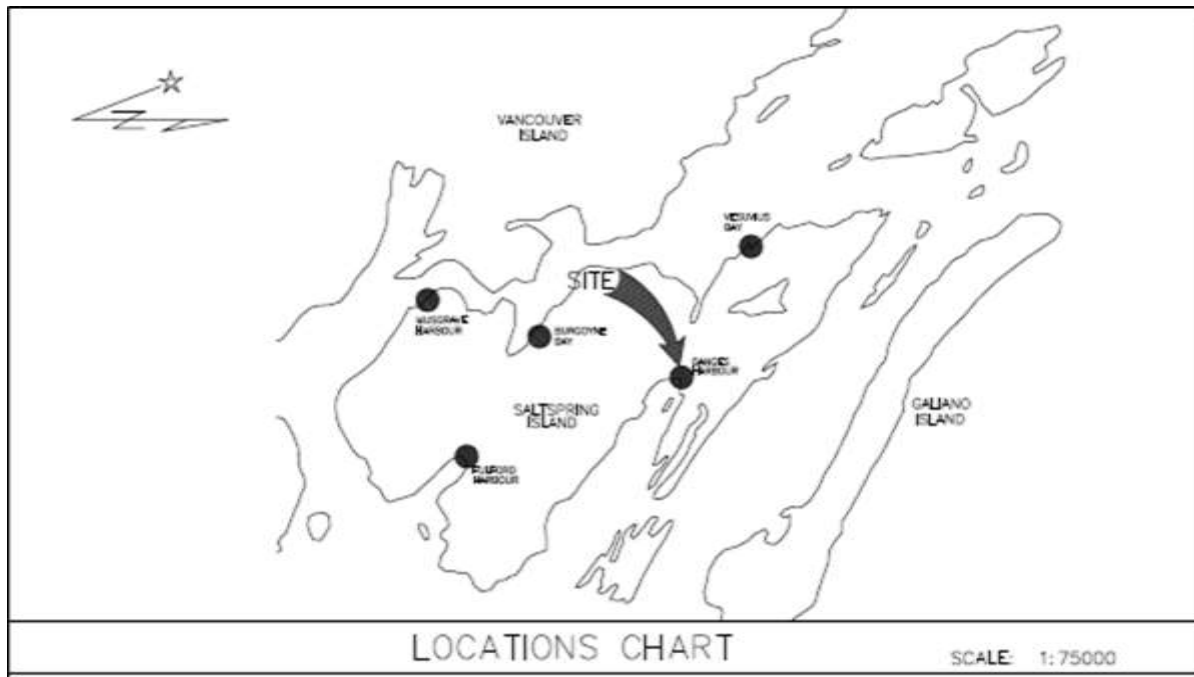 VANCOUVER
ISLAND
VESUVIUS
BAY
SITE
MUSGRAVE
HARBOUR
BURGOYNE
BAY
GANGES
HARBOUR
SALTSPRING
ISLAND
GALIANO
ISLAND
FULFORD
HARBOUR
LOCATIONS CHART
SCALE: 1:75000